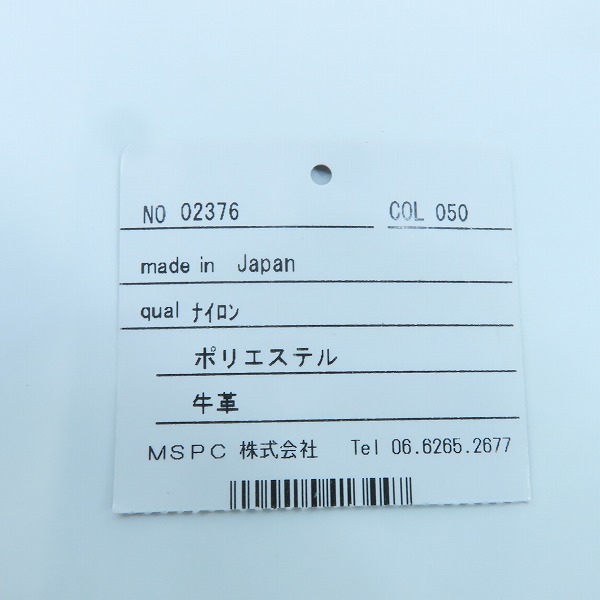 NO 02376 COL 050
made in Japan
qual ﾅｲﾛﾝ
ポリエステル
牛革
MSPC 株式会社 Tel 06.6265.2677